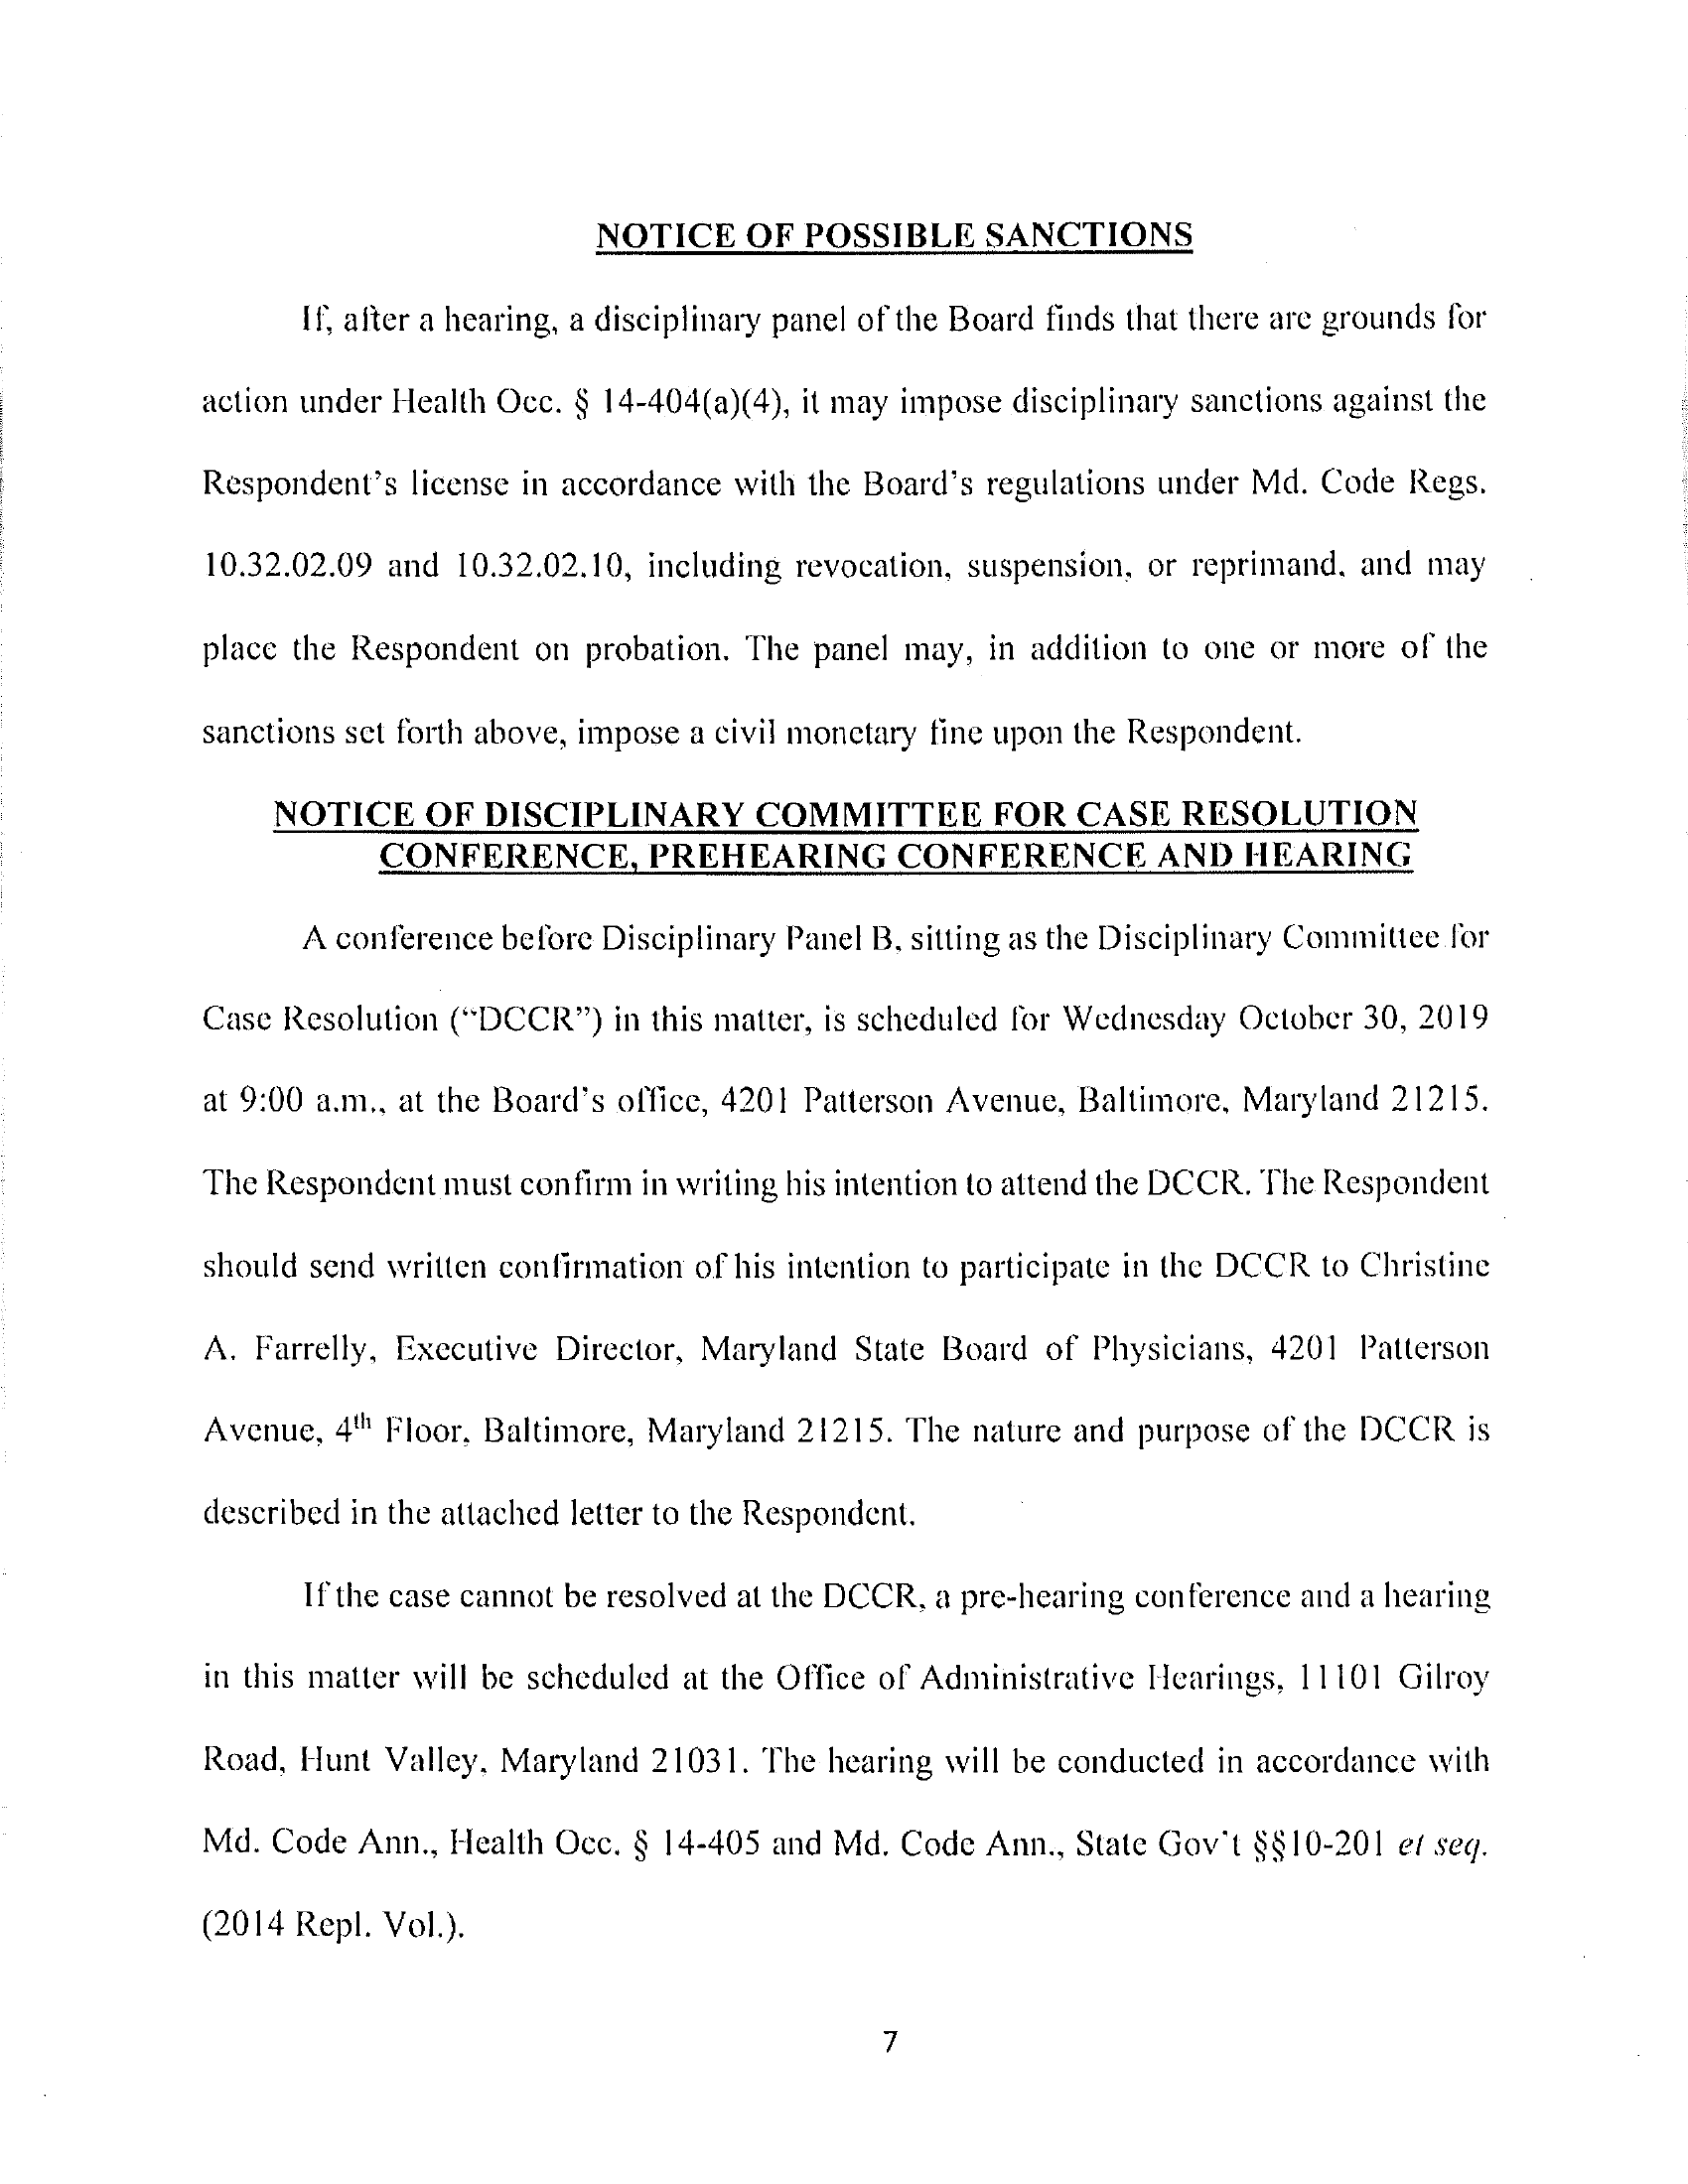 NOTICE OF POSSIBLE SANCTIONS
If, after a hearing, a disciplinary panel of the Board finds that there are grounds for
action under Health Occ. § 14-404(a)(4), it may impose disciplinary sanctions against the
Respondent's license in accordance with the Board's regulations under Md. Code Regs.
10.32.02.09 and 10.32.02.10, including revocation, suspension, or reprimand, and may
place the Respondent on probation. The panel may, in addition to one or more of the
sanctions set forth above, impose a civil monetary fine upon the Respondent.
NOTICE OF DISCIPLINARY COMMITTEE FOR CASE RESOLUTION
CONFERENCE, PREHEARING CONFERENCE AND HEARING
A conference before Disciplinary Panel B, sitting as the Disciplinary Committee for
Case Resolution (“DCCR”) in this matter, is scheduled for Wednesday October 30, 2019
at 9:00 a.m., at the Board's office, 4201 Patterson Avenue, Baltimore, Maryland 21215.
The Respondent must confirm in writing his intention to attend the DCCR. The Respondent
should send written confirmation of his intention to participate in the DCCR to Christine
A. Farrelly, Executive Director, Maryland State Board of Physicians, 4201 Patterson
Avenue, 4th Floor, Baltimore, Maryland 21215. The nature and purpose of the DCCR is
described in the attached letter to the Respondent.
If the case cannot be resolved at the DCCR, a pre-hearing conference and a hearing
in this matter will be scheduled at the Office of Administrative Hearings, 11101 Gilroy
Road, Hunt Valley, Maryland 21031. The hearing will be conducted in accordance with
Md. Code Ann., Health Occ. § 14-405 and Md. Code Ann., State Gov't §§10-201 et seq.
(2014 Repl. Vol.).
7